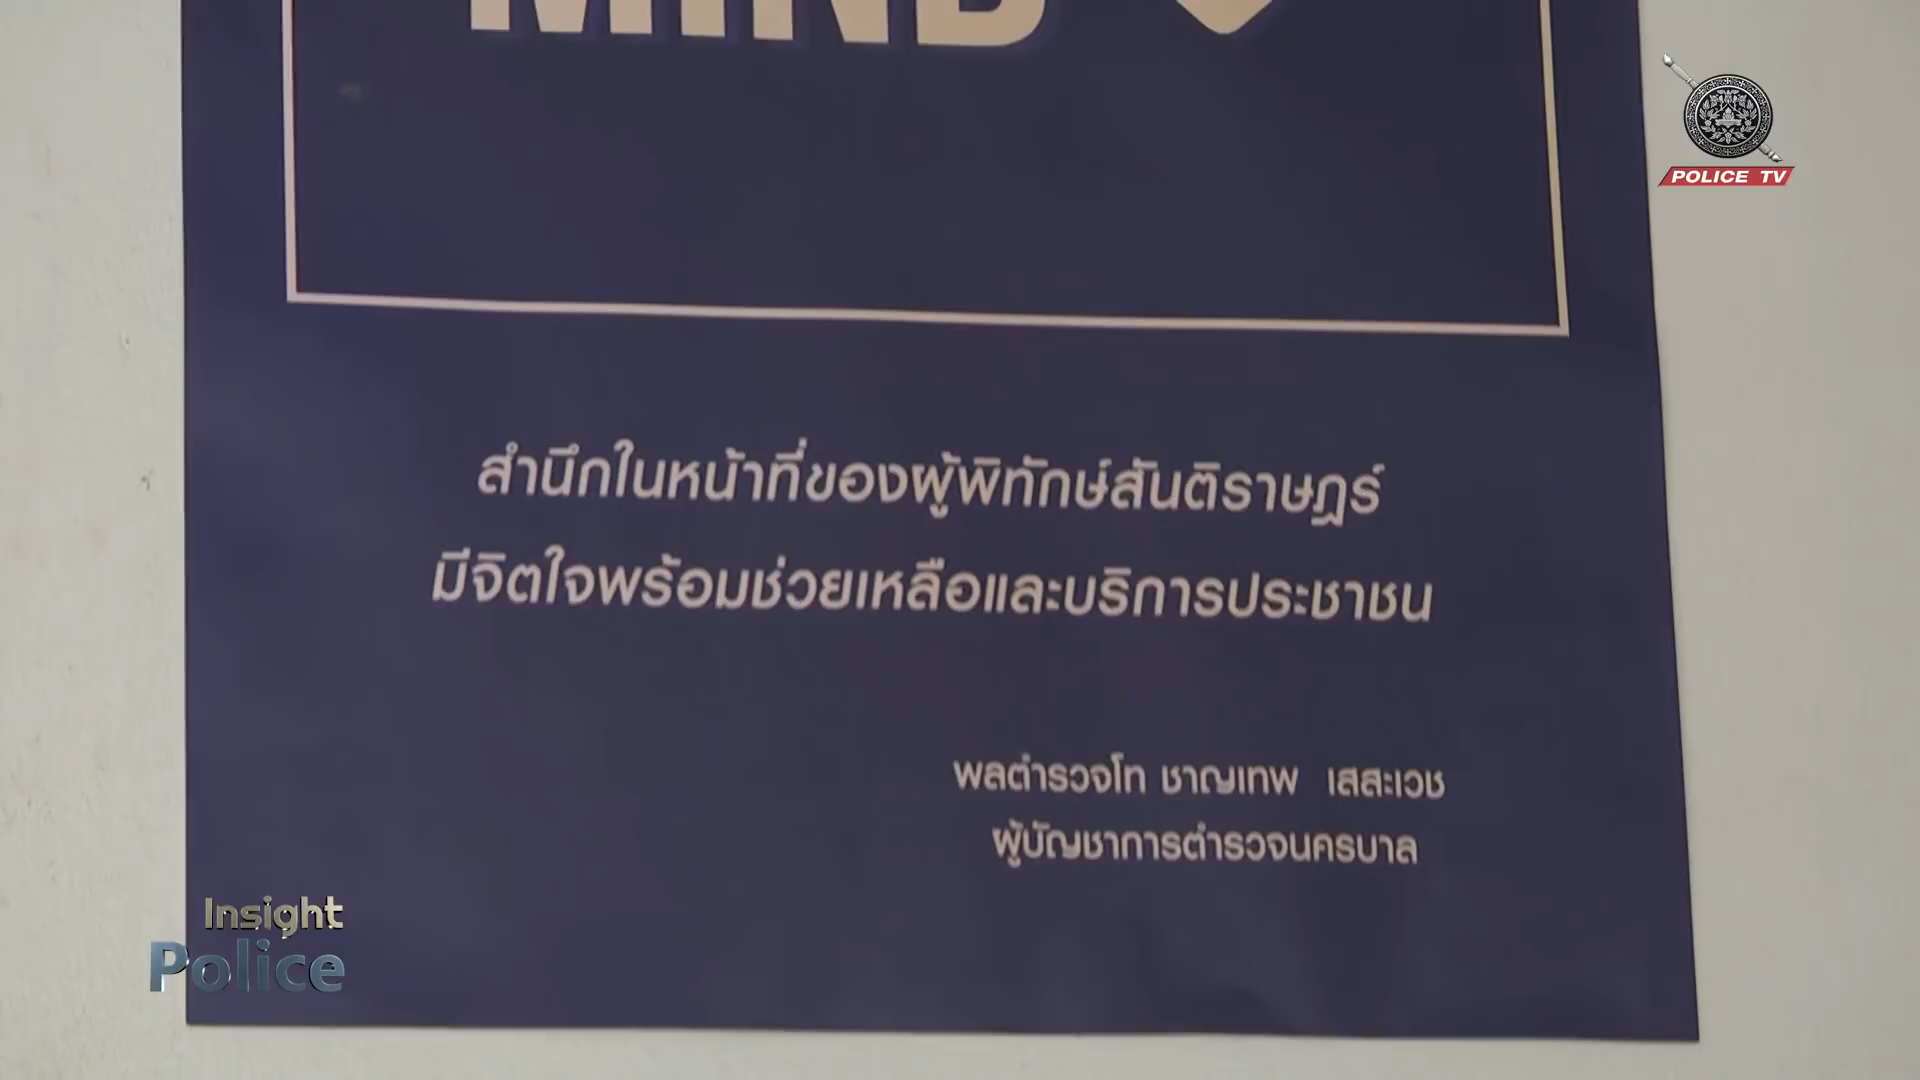 MIND
POLICE TV
สำนึกในหน้าที่ของผู้พิทักษ์สันติราษฎร์
มีจิตใจพร้อมช่วยเหลือและบริการประชาชน
พลตำรวจโท ชาญเทพ เสสะเวช
ผู้บัญชาการตำรวจนครบาล
Insight
Police